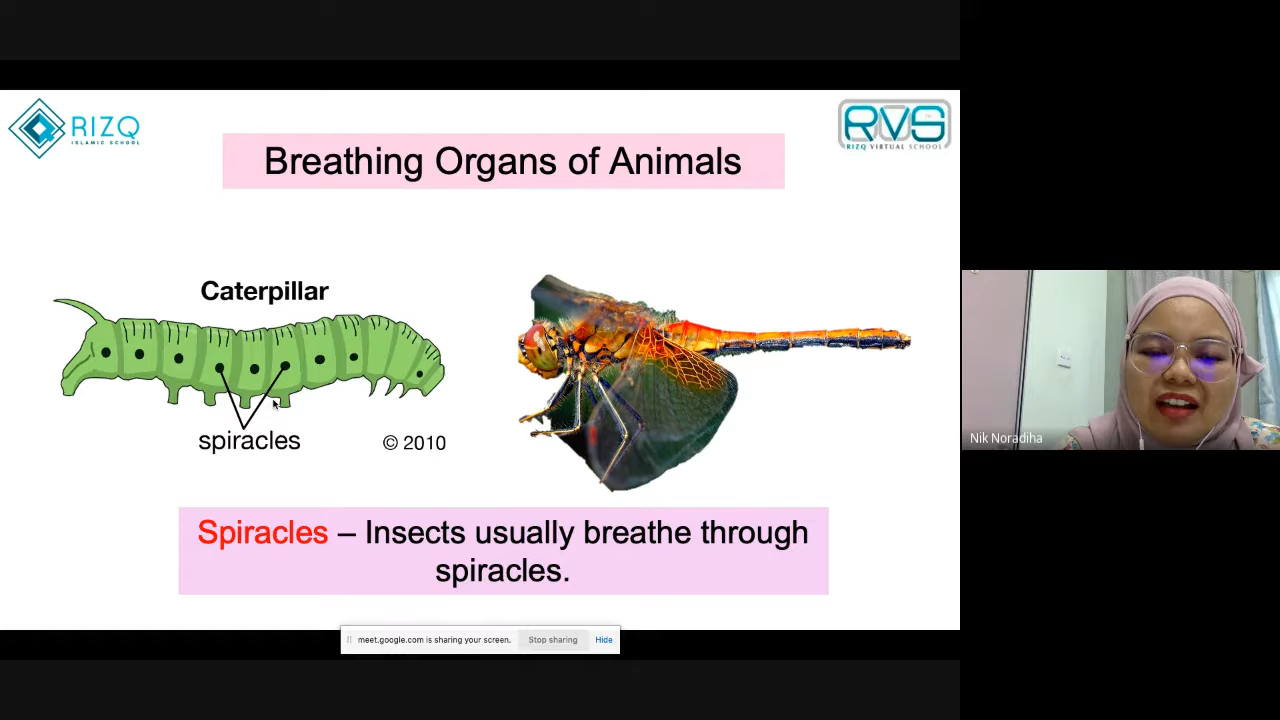 RIZQ
ISLAMIC SCHOOL
RVS
RIZQ VIRTUAL SCHOOL
Breathing Organs of Animals
Caterpillar
spiracles
© 2010
Nik Noradiha
Spiracles – Insects usually breathe through
spiracles.
meet.google.com is sharing your screen.
Stop sharing
Hide